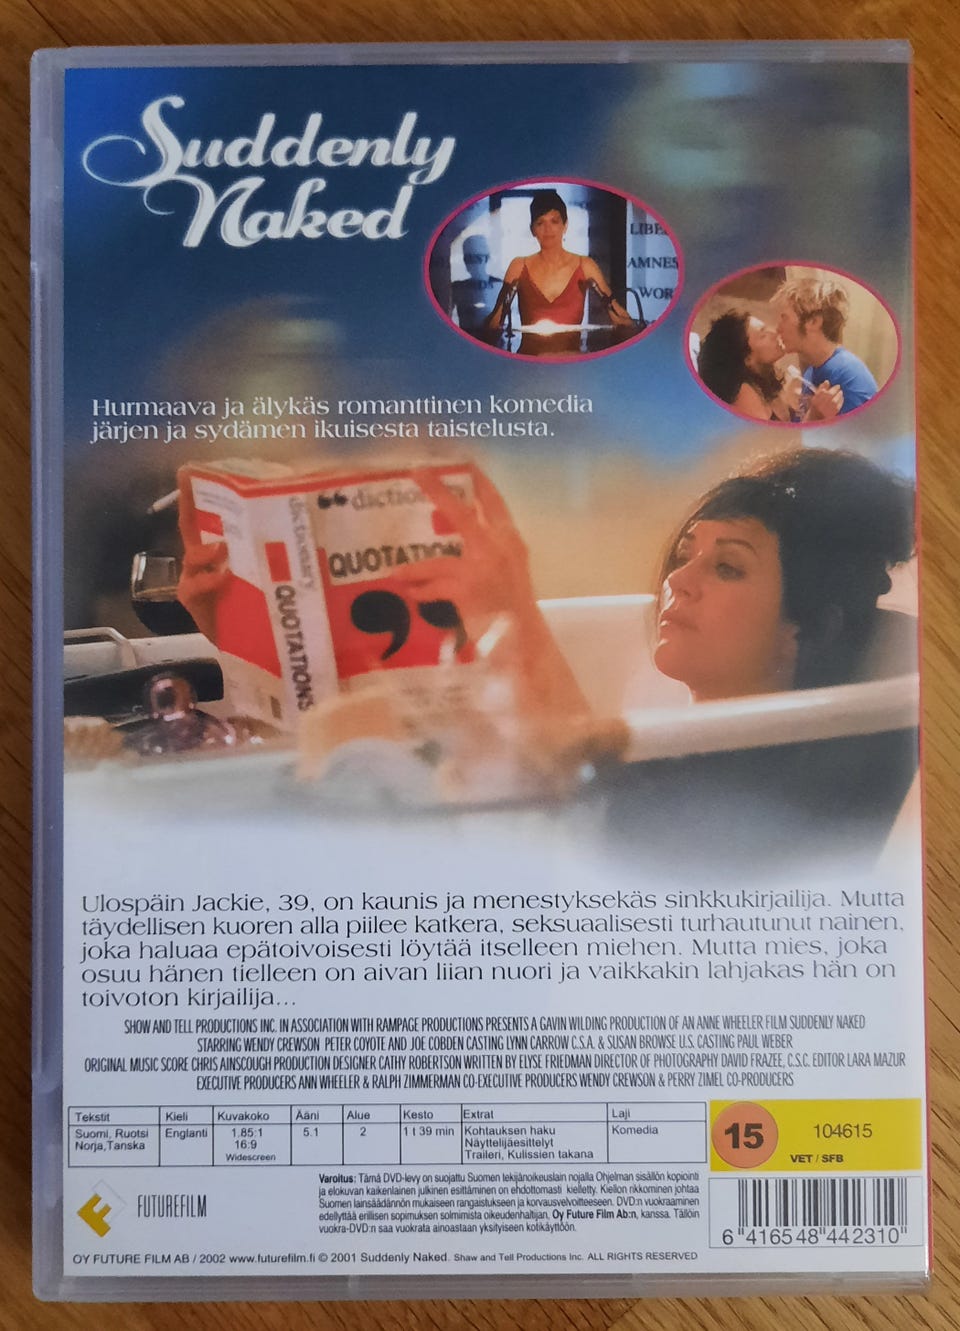 Suddenly
Naked
LIBE
AMNES
WOR
Hurmaava ja älykäs romanttinen komedia
järjen ja sydämen ikuisesta taistelusta.
dictionary
QUOTATIONS
QUOTATION
Ulospäin Jackie, 39, on kaunis ja menestyksekäs sinkkukirjailija. Mutta
täydellisen kuoren alla piilee katkera, seksuaalisesti turhautunut nainen,
joka haluaa epätoivoisesti löytää itselleen miehen. Mutta mies, joka
osuu hänen tielleen on aivan liian nuori ja vaikkakin lahjakas hän on
toivoton kirjailija...
SHOW AND TELL PRODUCTIONS INC. IN ASSOCIATION WITH RAMPAGE PRODUCTIONS PRESENTS A GAVIN WILDING PRODUCTION OF AN ANNE WHEELER FILM SUDDENLY NAKED
STARRING WENDY CREWSON PETER COYOTE AND JOE COBDEN CASTING LYNN CARROW C.S.A. & SUSAN BROWSE U.S. CASTING PAUL WEBER
ORIGINAL MUSIC SCORE CHRIS AINSCOUGH PRODUCTION DESIGNER CATHY ROBERTSON WRITTEN BY ELYSE FRIEDMAN DIRECTOR OF PHOTOGRAPHY DAVID FRAZEE, C.S.C. EDITOR LARA MAZUR
EXECUTIVE PRODUCERS ANN WHEELER & RALPH ZIMMERMAN CO-EXECUTIVE PRODUCERS WENDY CREWSON & PERRY ZIMEL CO-PRODUCERS
Tekstit Kieli Kuvakoko Ääni Alue Kesto Extrat Laji
Suomi, Ruotsi Englanti 1.85:1 5.1 2 1 t 39 min Kohtauksen haku Komedia
Norja,Tanska 16:9 Näyttelijäesittelyt
Widescreen Traileri, Kulissien takana
15
104615
VET / SFB
FUTUREFILM
Varoitus: Tämä DVD-levy on suojattu Suomen tekijänoikeuslain nojalla Ohjelman sisällön kopiointi
ja elokuvan kaikenlainen julkinen esittäminen on ehdottomasti kielletty. Kiellon rikkominen johtaa
Suomen lainsäädännön mukaiseen rangaistukseen ja korvausvelvoitteeseen. DVD:n vuokraaminen
edellyttää erillisen sopimuksen solmimista oikeudenhaltijan, Oy Future Film Ab:n, kanssa. Tällöin
vuokra-DVD:n saa vuokrata ainoastaan yksityiseen kotikäyttöön.
6 416548 442310
OY FUTURE FILM AB / 2002 www.futurefilm.fi © 2001 Suddenly Naked. Shaw and Tell Productions Inc. ALL RIGHTS RESERVED